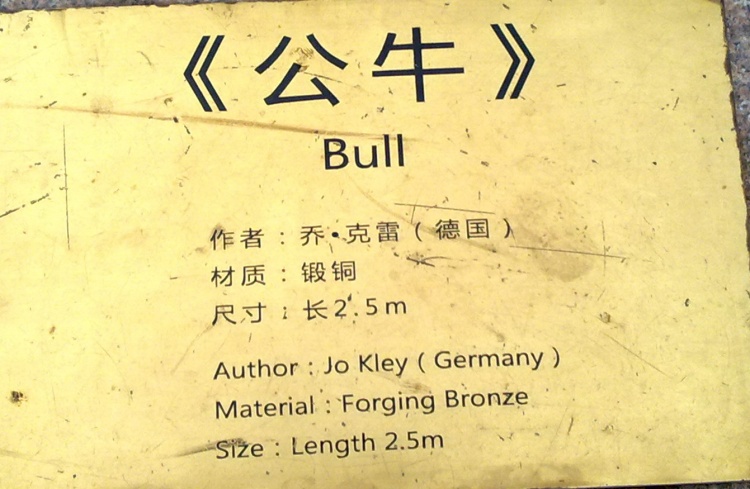 《公牛》
Bull
作者：乔·克雷（德国）
材质：锻铜
尺寸：长2.5m
Author : Jo Kley ( Germany )
Material : Forging Bronze
Size : Length 2.5m